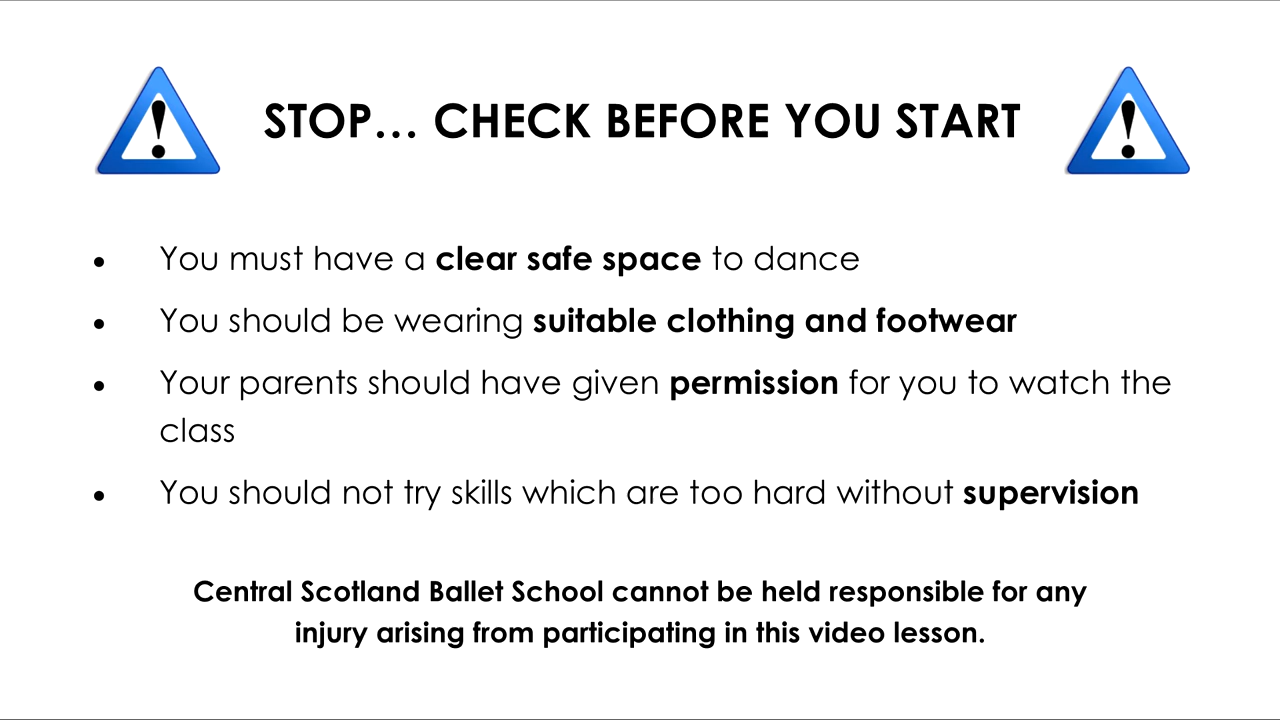 STOP... CHECK BEFORE YOU START
• You must have a clear safe space to dance
• You should be wearing suitable clothing and footwear
• Your parents should have given permission for you to watch the
class
• You should not try skills which are too hard without supervision
Central Scotland Ballet School cannot be held responsible for any
injury arising from participating in this video lesson.